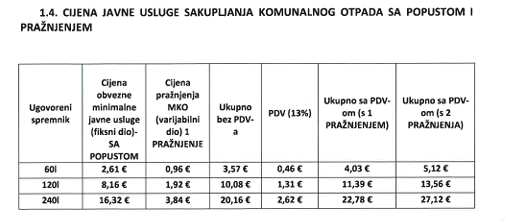 1.4. CIJENA JAVNE USLUGE SAKUPLJANJA KOMUNALNOG OTPADA SA POPUSTOM I
PRAŽNJENJEM
Ugovoreni spremnik | Cijena obvezne minimalne javne usluge (fiksni dio)- SA POPUSTOM | Cijena pražnjenja MKO (varijabilni dio) 1 PRAŽNJENJE | Ukupno bez PDV-a | PDV (13%) | Ukupno sa PDV-om (s 1 PRAŽNJENJEM) | Ukupno sa PDV-om (s 2 PRAŽNJENJA)
60l | 2,61 € | 0,96 € | 3,57 € | 0,46 € | 4,03 € | 5,12 €
120l | 8,16 € | 1,92 € | 10,08 € | 1,31 € | 11,39 € | 13,56 €
240l | 16,32 € | 3,84 € | 20,16 € | 2,62 € | 22,78 € | 27,12 €